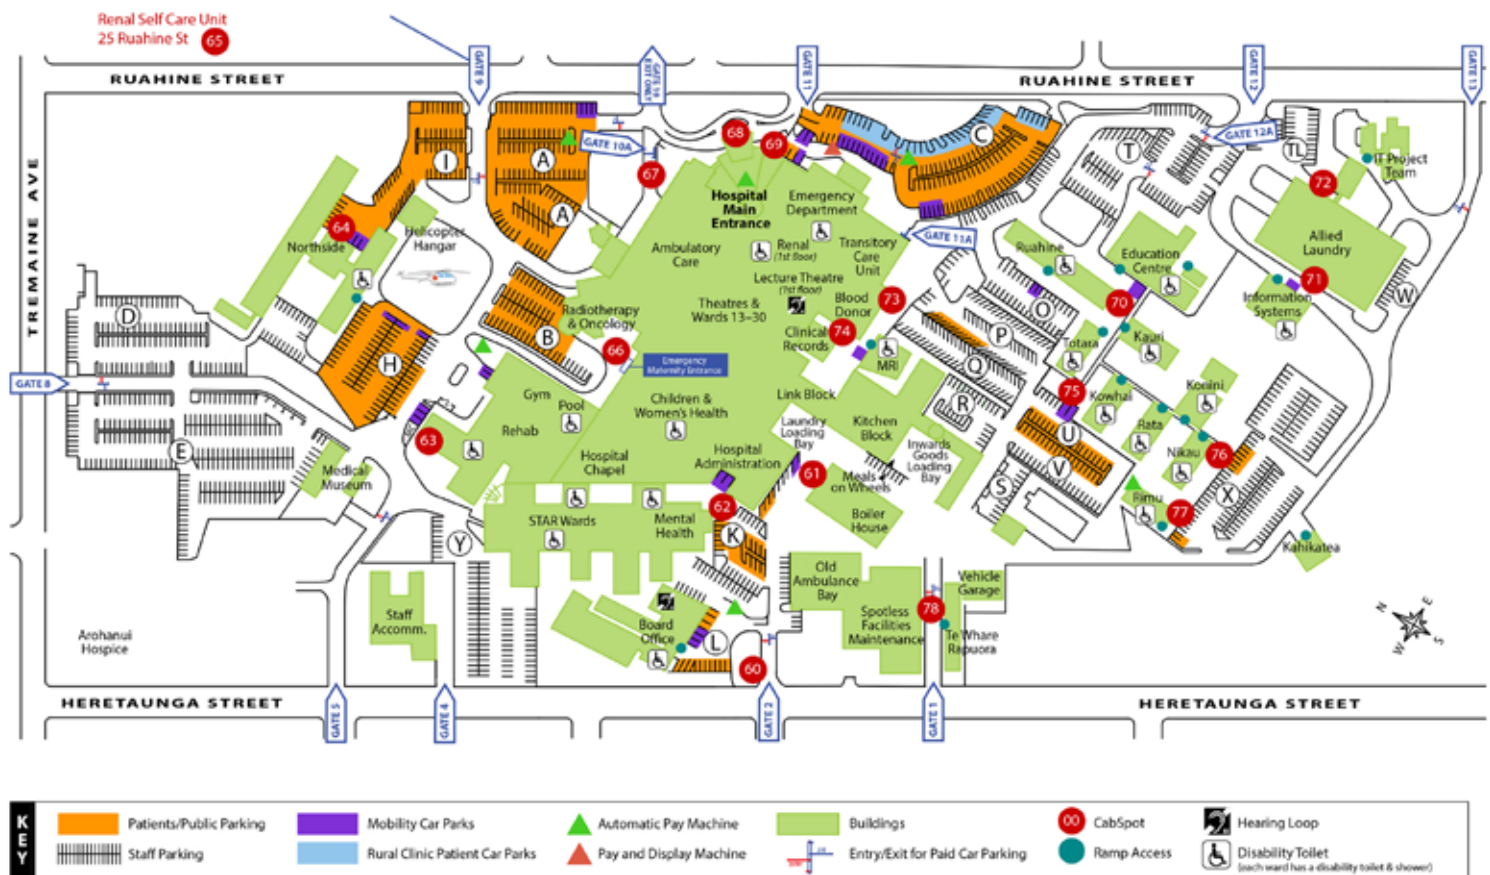 Renal Self Care Unit
25 Ruahine St 65
RUAHINE STREET
RUAHINE STREET
GATE 9
GATE 10
EXIT ONLY
GATE 11
GATE 12
GATE 13
TREMAINE AVE
GATE 10A
GATE 12A
GATE 11A
GATE 8
I
A
A
C
T
TL
W
67
68
69
72
IT Project
Team
Hospital
Main
Entrance
Emergency
Department
64
Northside
Helicopter
Hangar
Ambulatory
Care
Renal
(1st floor)
Transitory
Care
Unit
Ruahine
Education
Centre
Allied
Laundry
Lecture Theatre
(1st floor)
Theatres &
Wards 13–30
Blood
Donor
73
70
71
Information
Systems
D
B
Radiotherapy
& Oncology
O
P
Q
74
Clinical
Records
MRI
Totara
Kauri
66
Emergency
Maternity Entrance
H
Gym
Pool
Rehab
Children &
Women's Health
Link Block
R
75
Kowhai
Konini
Rata
Nikau
76
63
E
Medical
Museum
Hospital
Chapel
Hospital
Administration
Laundry
Loading
Bay
Kitchen
Block
Inwards
Goods
Loading
Bay
61
Meals
on Wheels
Boiler
House
U
V
S
X
Rimu
77
Kahikatea
62
K
Y
STAR Wards
Mental
Health
Old
Ambulance
Bay
Spotless
Facilities
Maintenance
Vehicle
Garage
78
Te Whare
Rapuora
Staff
Accomm.
Board
Office
L
60
Arohanui
Hospice
N
E
S
W
HERETAUNGA STREET
HERETAUNGA STREET
GATE 5
GATE 4
GATE 2
GATE 1
KEY
Patients/Public Parking
Mobility Car Parks
Automatic Pay Machine
Buildings
00 CabSpot
Hearing Loop
Staff Parking
Rural Clinic Patient Car Parks
Pay and Display Machine
Entry/Exit for Paid Car Parking
Ramp Access
Disability Toilet
(each ward has a disability toilet & shower)